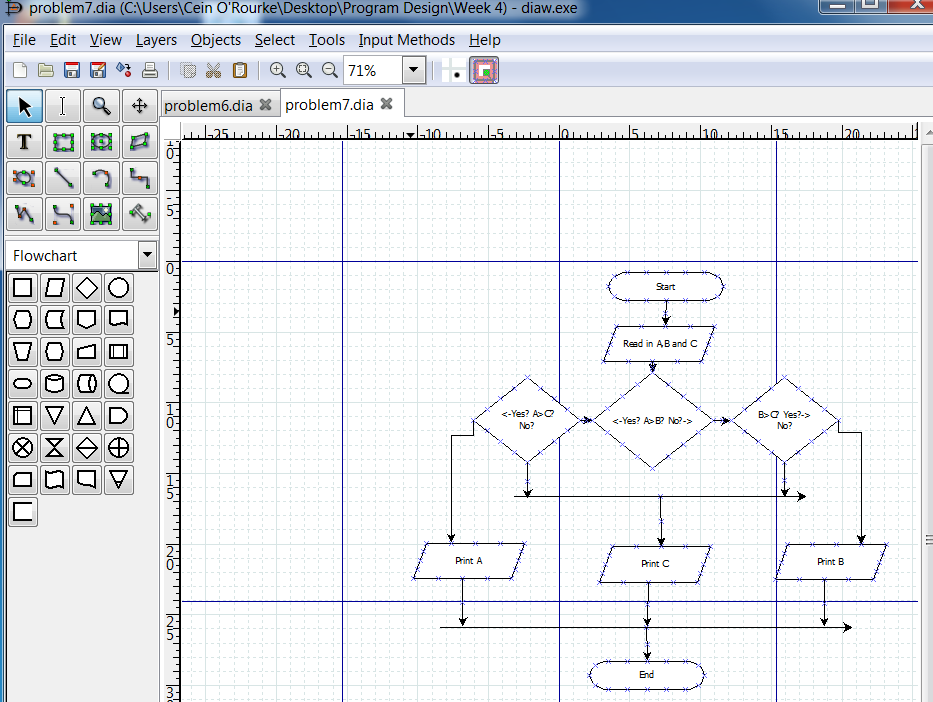 problem7.dia (C:\Users\Cein O'Rourke\Desktop\Program Design\Week 4) - diaw.exe
File Edit View Layers Objects Select Tools Input Methods Help
71%
problem6.dia problem7.dia
-25 -20 -15 -10 -5 0 5 10 15 20
T
Flowchart
0
5
0
5
10
15
20
25
3
Start
Read in A,B and C
<-Yes? A>C?
No?
<-Yes? A>B? No?->
B>C? Yes?->
No?
Print A
Print C
Print B
End